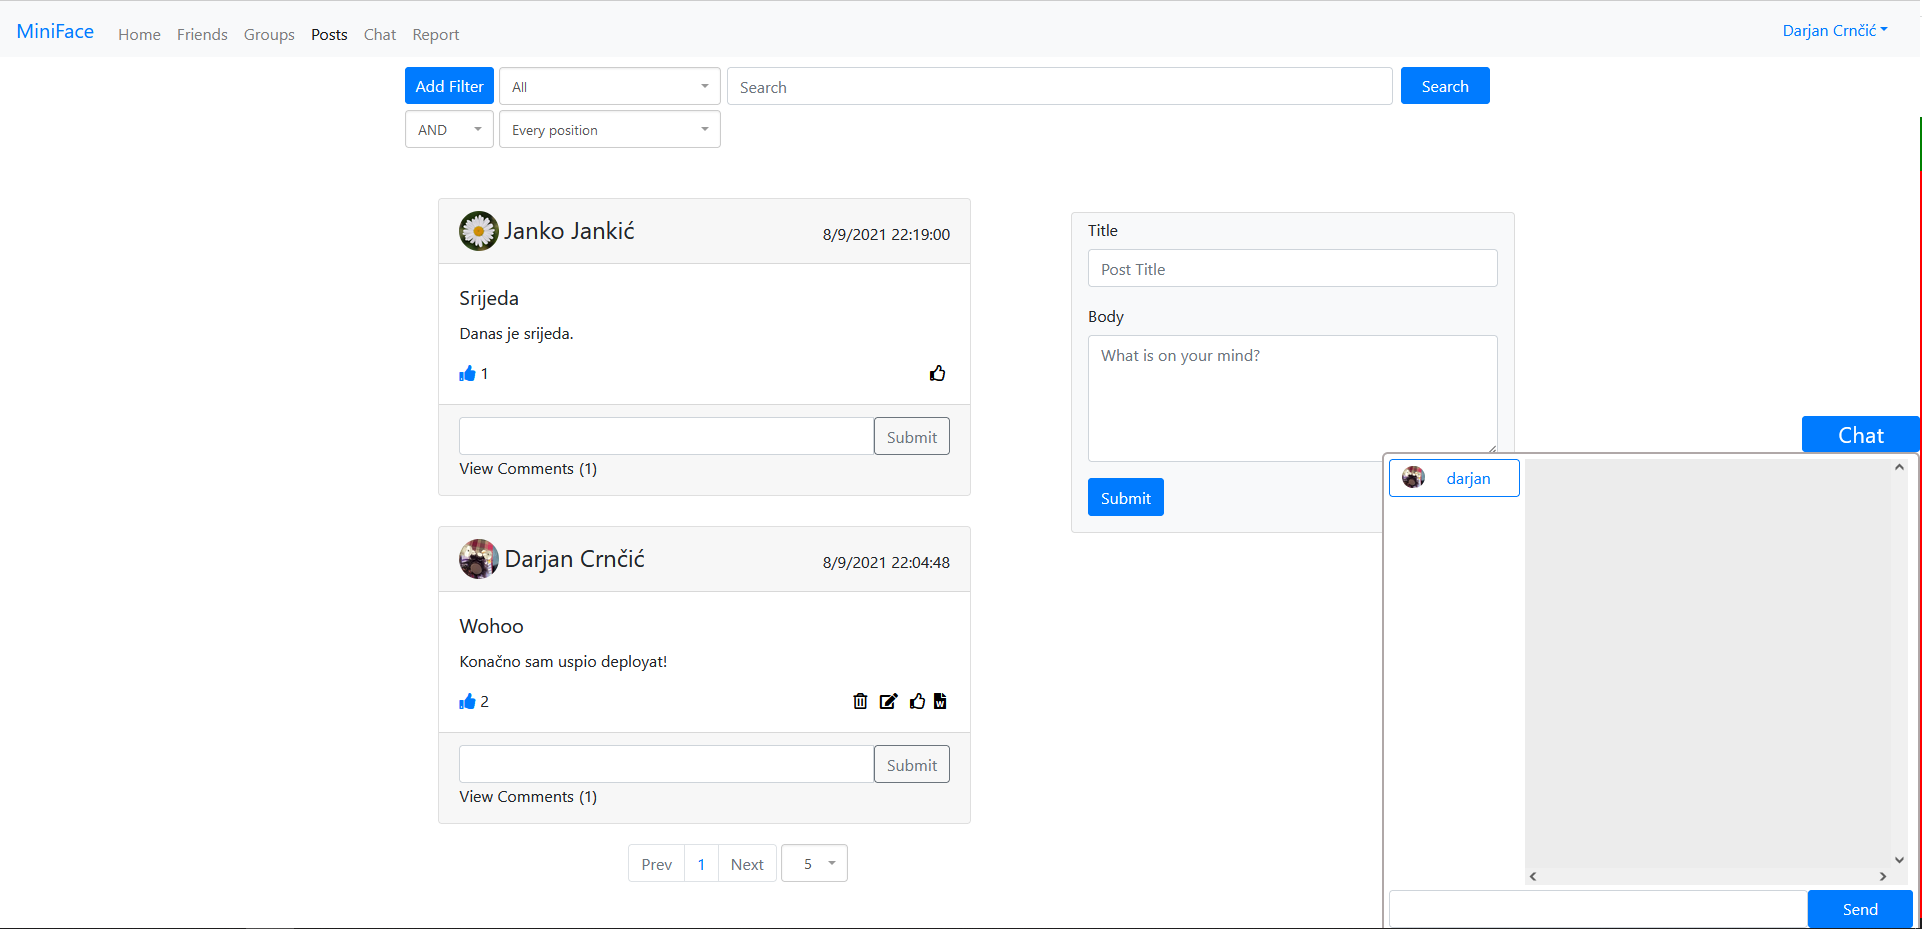 MiniFace Home Friends Groups Posts Chat Report Darjan Crnčić
Add Filter All Search Search
AND Every position
Janko Jankić 8/9/2021 22:19:00
Srijeda
Danas je srijeda.
1
Submit
View Comments (1)
Darjan Crnčić 8/9/2021 22:04:48
Wohoo
Konačno sam uspio deployat!
2
Submit
View Comments (1)
Prev 1 Next 5
Title
Post Title
Body
What is on your mind?
Submit
Chat
darjan
Send